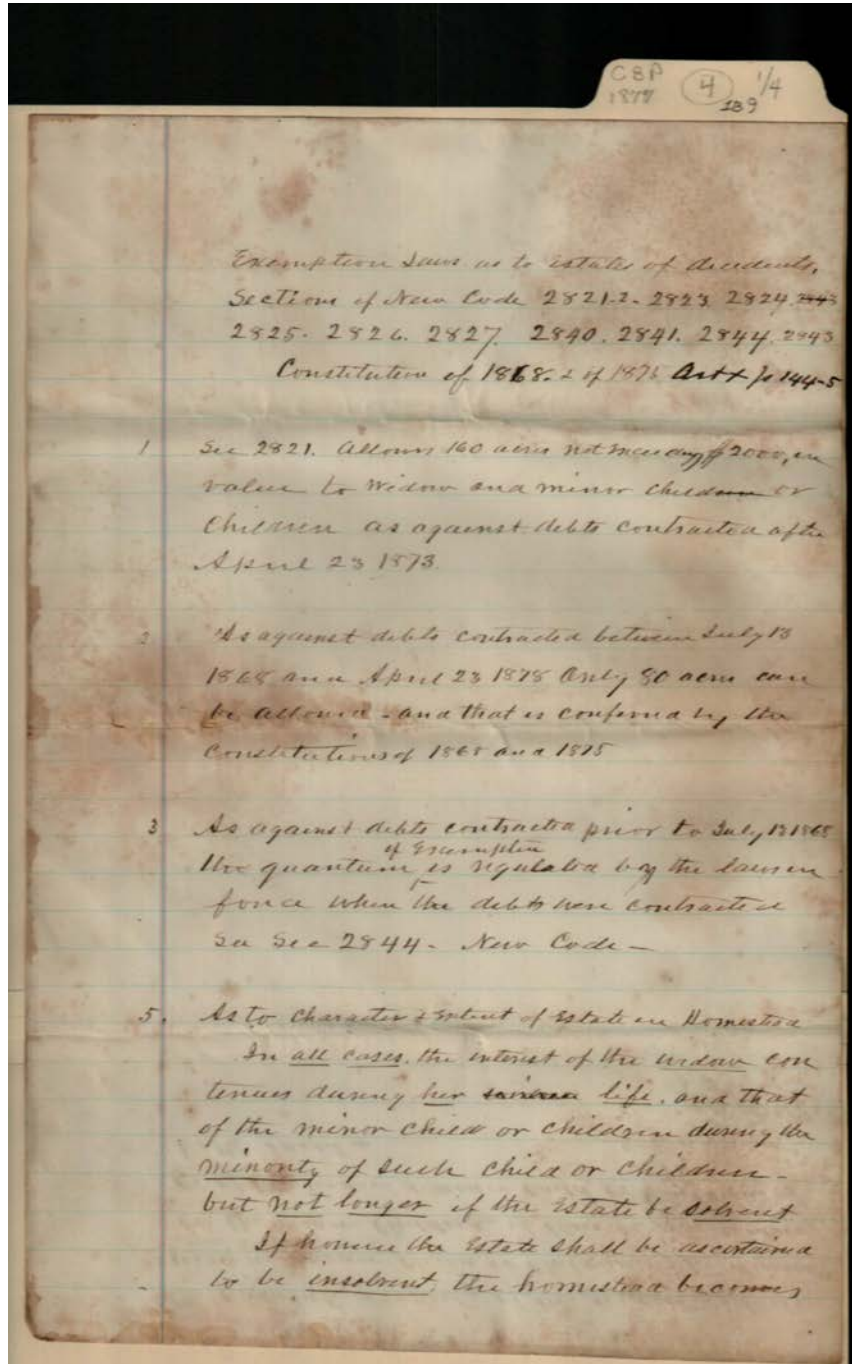 CSP
1877
4
1/4
139
Exemption Laws as to estates of decedents,
Sections of New Code 2821-2-2823 2824. 2843
2825- 2826. 2827. 2840. 2841. 2844. 2843
Constitution of 1868. & of 1875 Art X p 144-5
1 Sec 2821. Allows 160 acres not exceeding $2000, in
value to widow and minor children or
children as against debts contracted after
April 23 1873.
2 As against debts contracted between July 13
1868 and April 23 1873 Only 80 acres can
be allowed - and that is conferred by the
Constitutions of 1868 and 1875
3 As against debts contracted prior to July 13 1868
of Exemption
the quantum is regulated by the laws in
force when the debts were contracted
See Sec 2844 - New Code -
5. As to character & extent of Estate in Homestead
In all cases, the interest of the widow con
tinues during her life, and that
of the minor child or children during the
minority of such child or children -
but not longer if the Estate be solvent
If however the Estate shall be ascertained
to be insolvent, the homestead becomes